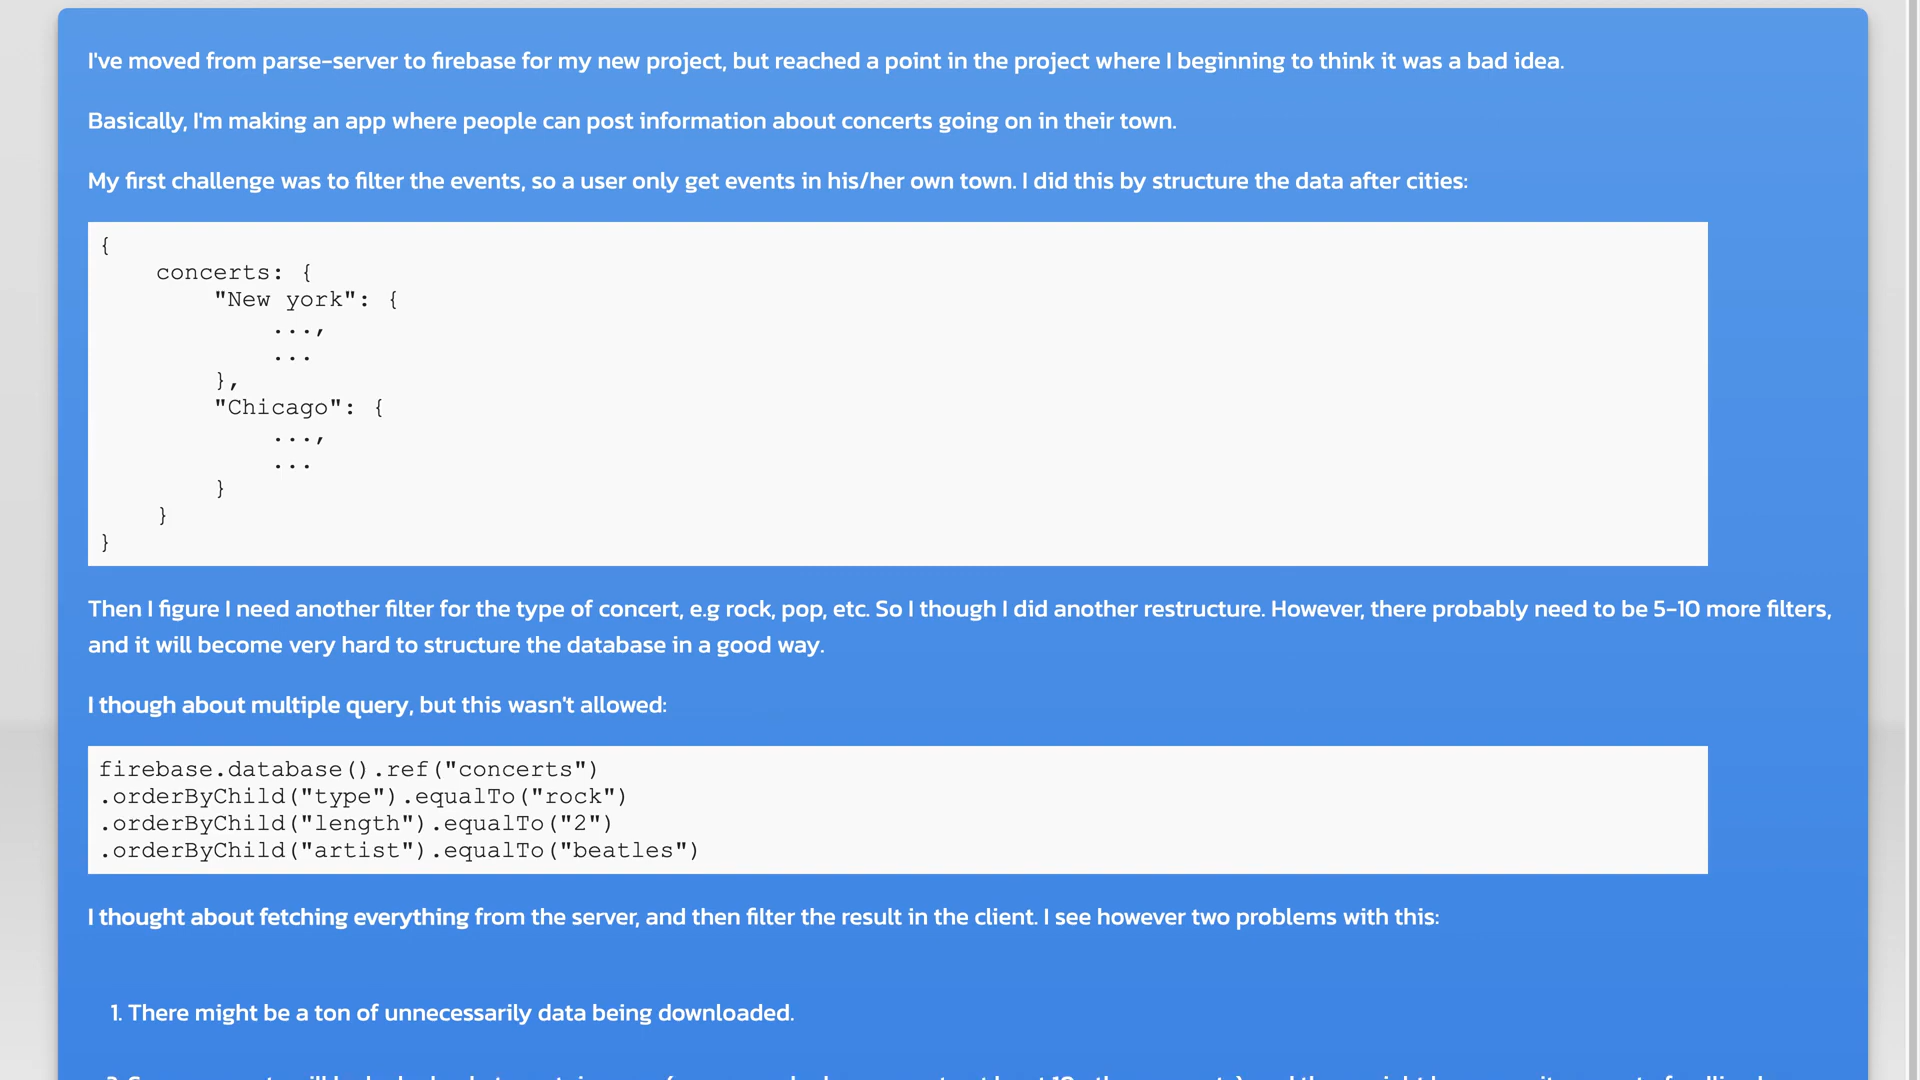 I've moved from parse-server to firebase for my new project, but reached a point in the project where I beginning to think it was a bad idea.
Basically, I'm making an app where people can post information about concerts going on in their town.
My first challenge was to filter the events, so a user only get events in his/her own town. I did this by structure the data after cities:
{
    concerts: {
        "New york": {
            ...,
            ...
        },
        "Chicago": {
            ...,
            ...
        }
    }
}
Then I figure I need another filter for the type of concert, e.g rock, pop, etc. So I though I did another restructure. However, there probably need to be 5-10 more filters,
and it will become very hard to structure the database in a good way.
I though about multiple query, but this wasn't allowed:
firebase.database().ref("concerts")
.orderByChild("type").equalTo("rock")
.orderByChild("length").equalTo("2")
.orderByChild("artist").equalTo("beatles")
I thought about fetching everything from the server, and then filter the result in the client. I see however two problems with this:
1. There might be a ton of unnecessarily data being downloaded.